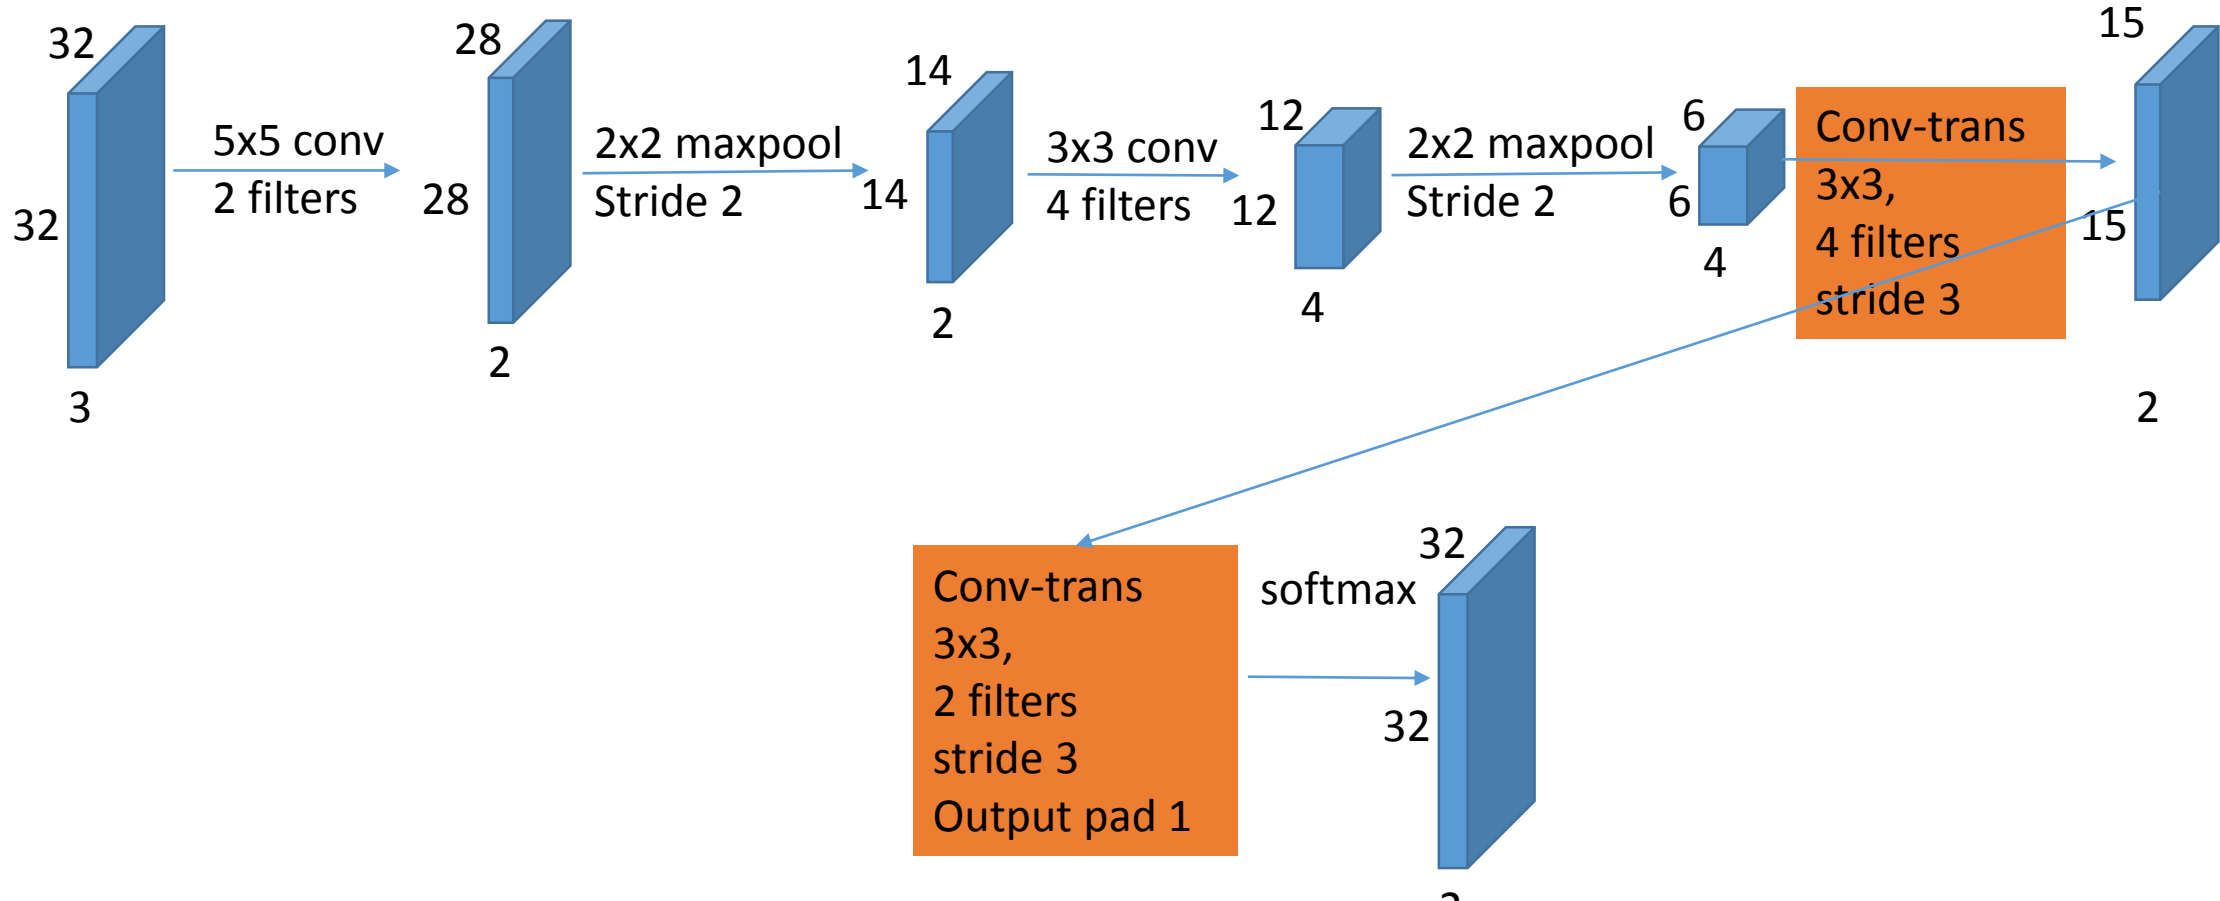 32
32
3
5x5 conv
2 filters
28
28
2
2x2 maxpool
Stride 2
14
14
2
3x3 conv
4 filters
12
12
4
2x2 maxpool
Stride 2
6
6
4
Conv-trans
3x3,
4 filters
stride 3
15
15
2
Conv-trans
3x3,
2 filters
stride 3
Output pad 1
softmax
32
32